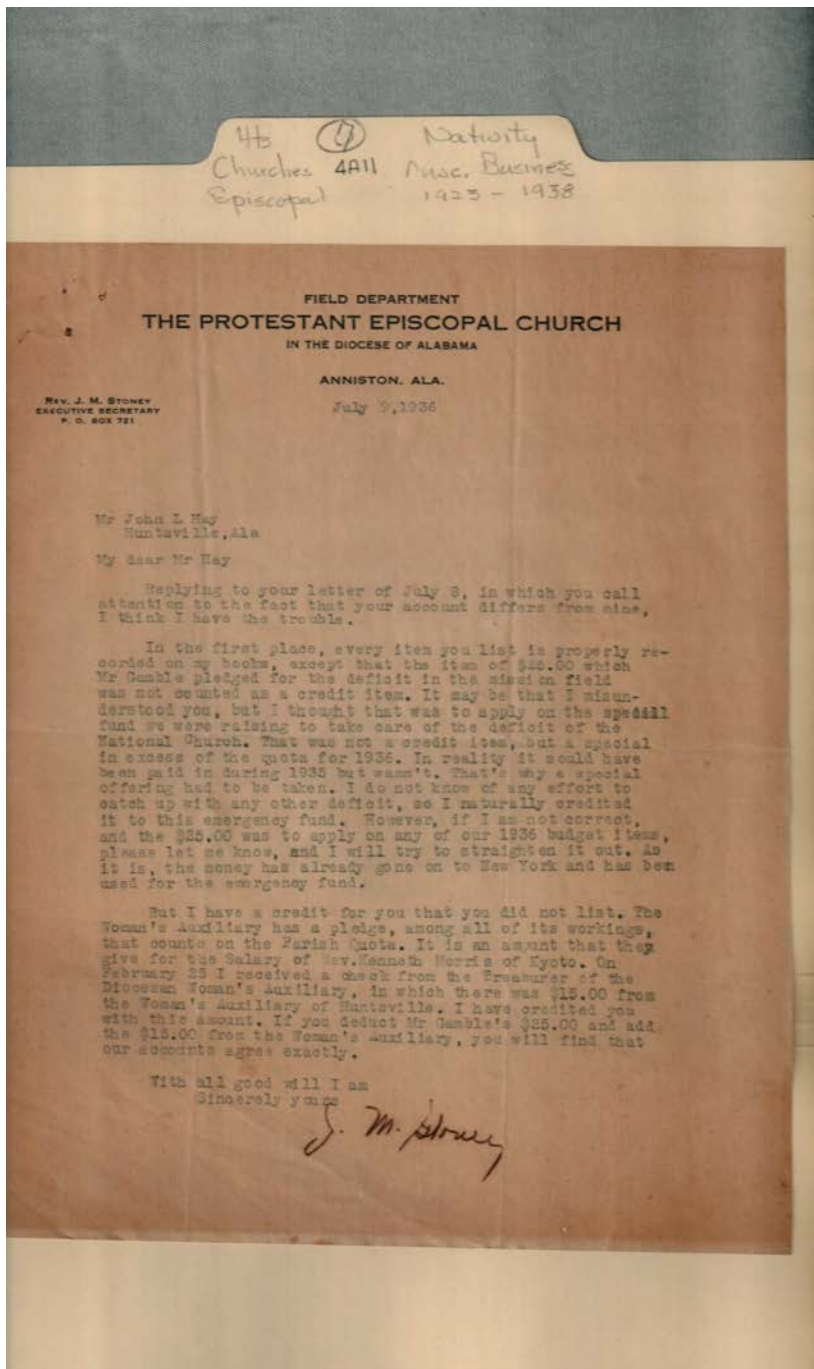 4b 7 Nativity
Churches 4A11 Misc. Business
Episcopal 1923 - 1938
FIELD DEPARTMENT
THE PROTESTANT EPISCOPAL CHURCH
IN THE DIOCESE OF ALABAMA
ANNISTON, ALA.
REV. J. M. STONEY
EXECUTIVE SECRETARY
P. O. BOX 721
July 9,1936
Mr John L Hay
Huntsville,Ala
My dear Mr Hay
Replying to your letter of July 8, in which you call
attention to the fact that your account differs from mine,
I think I have the trouble.
In the first place, every item you list is properly re-
corded on my books, except that the item of $25.00 which
Mr Gamble pledged for the deficit in the mission field
was not counted as a credit item. It may be that I misun-
derstood you, but I thought that was to apply on the
fund we were raising to take care of the deficit of the
National Church. That was not a credit item, but a special
in excess of the quota for 1936. In reality it should have
been paid in during 1935 but wasn't. That's why a special
offering had to be taken. I do not know of any effort to
catch up with any other deficit, so I naturally credited
it to this emergency fund. However, if I am not correct,
and the $25.00 was to apply on any of our 1936 budget items,
please let me know, and I will try to straighten it out. As
it is, the money has already gone on to New York and has been
used for the emergency fund.
But I have a credit for you that you did not list. The
Woman's Auxiliary has a pledge, among all of its workings,
that counts on the Parish Quota. It is an amount that they
give for the Salary of Rev.Kenneth Morris of Kyoto. On
February 25 I received a check from the Treasurer of the
Diocesan Woman's Auxiliary, in which there was $15.00 from
the Woman's Auxiliary of Huntsville. I have credited you
with this amount. If you deduct Mr Gamble's $25.00 and add
the $15.00 from the Woman's Auxiliary, you will find that
our accounts agree exactly.
With all good will I am
Sincerely yours
J. M. Stoney